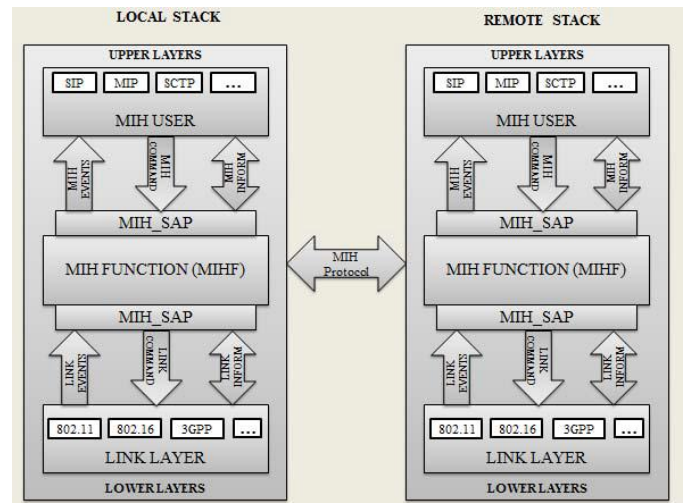 LOCAL STACK
REMOTE STACK
UPPER LAYERS
SIP MIP SCTP ...
MIH USER
MIH EVENTS
MIH COMMAND
MIH INFORM
MIH_SAP
MIH FUNCTION (MIHF)
MIH_SAP
LINK EVENTS
LINK COMMAND
LINK INFORM
802.11 802.16 3GPP ...
LINK LAYER
LOWER LAYERS
MIH
Protocol
UPPER LAYERS
SIP MIP SCTP ...
MIH USER
MIH EVENTS
MIH COMMAND
MIH INFORM
MIH_SAP
MIH FUNCTION (MIHF)
MIH_SAP
LINK EVENTS
LINK COMMAND
LINK INFORM
802.11 802.16 3GPP ...
LINK LAYER
LOWER LAYERS